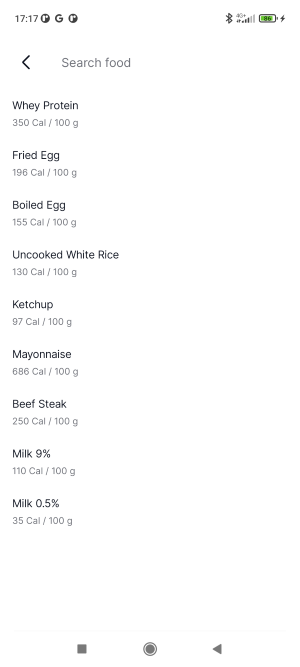 17:17
4G+
86
Search food
Whey Protein
350 Cal / 100 g
Fried Egg
196 Cal / 100 g
Boiled Egg
155 Cal / 100 g
Uncooked White Rice
130 Cal / 100 g
Ketchup
97 Cal / 100 g
Mayonnaise
686 Cal / 100 g
Beef Steak
250 Cal / 100 g
Milk 9%
110 Cal / 100 g
Milk 0.5%
35 Cal / 100 g